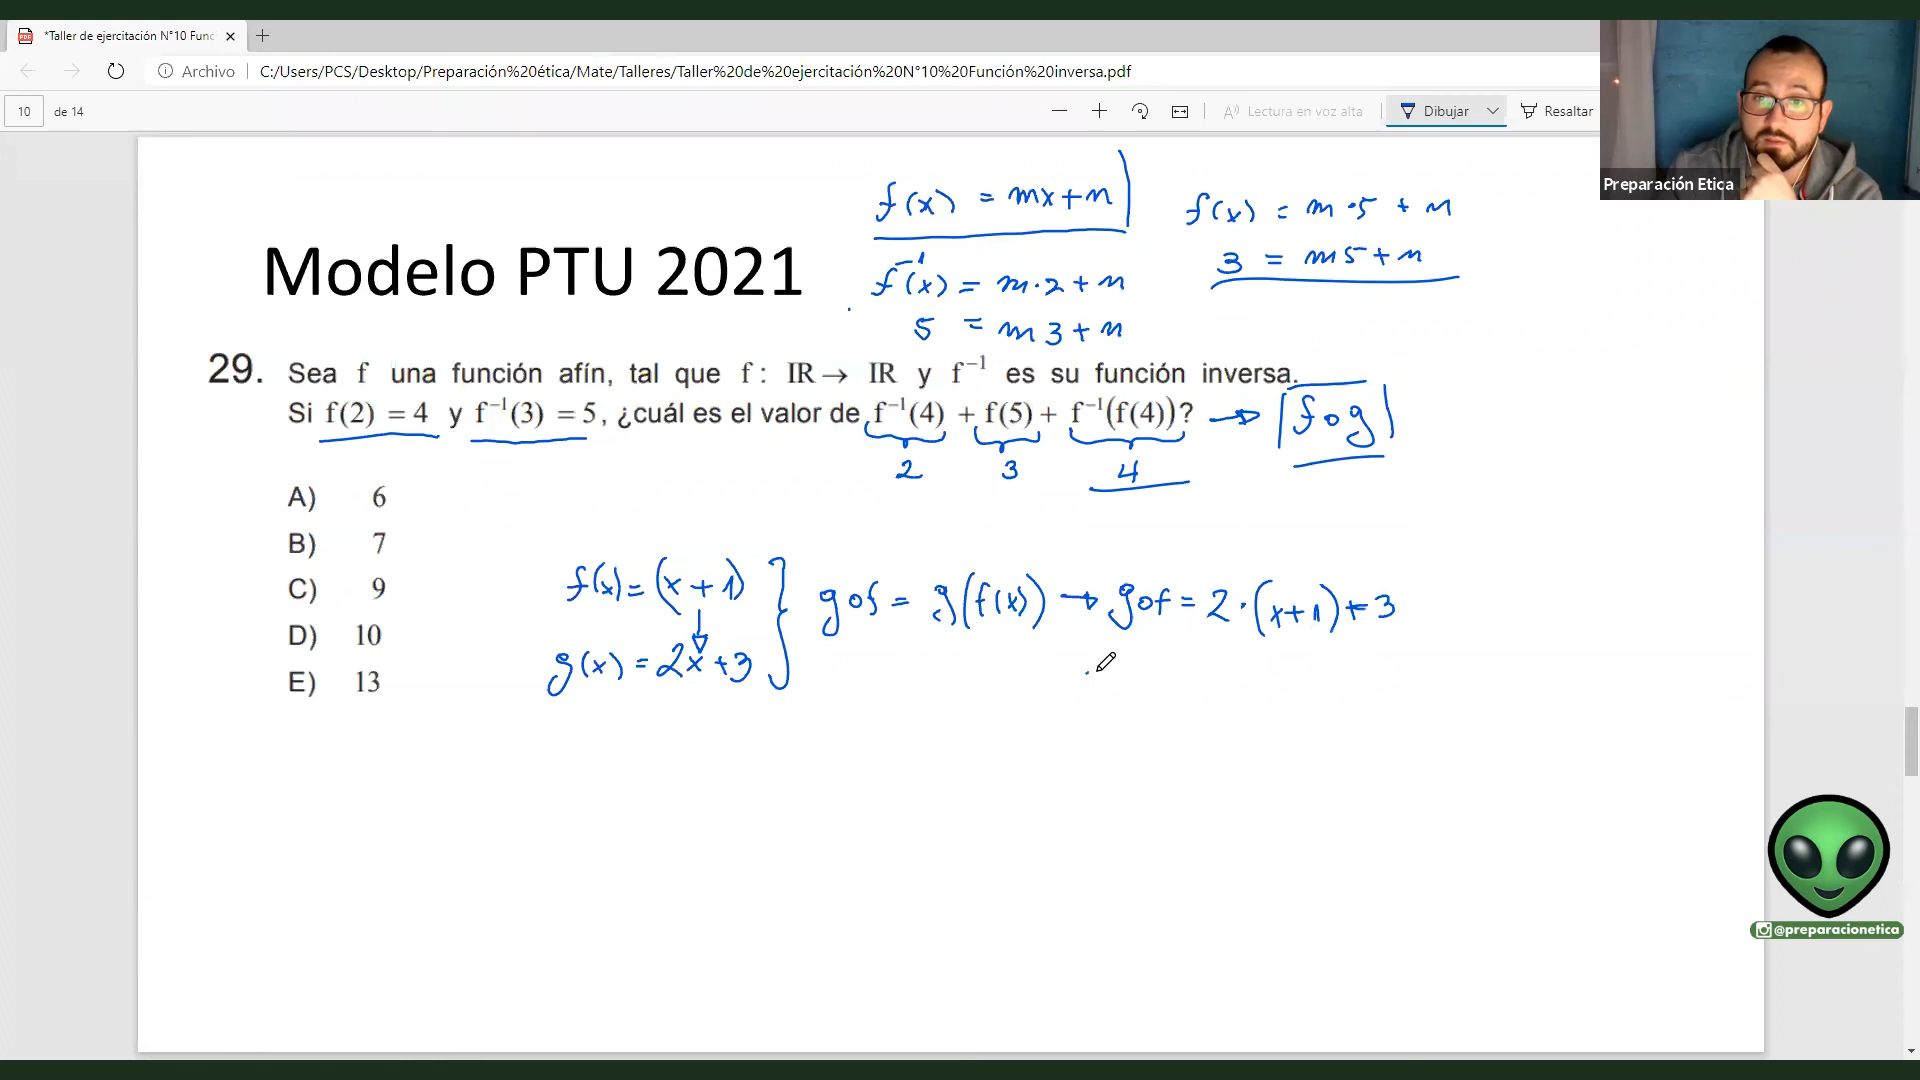 *Taller de ejercitación N°10 Func
Archivo
C:/Users/PCS/Desktop/Preparación%20ética/Mate/Talleres/Taller%20de%20ejercitación%20N°10%20Función%20inversa.pdf
10 de 14
Lectura en voz alta
Dibujar
Resaltar
Preparación Etica
f(x) = mx+n
f(x) = m·5 + n
3 = m5+n
Modelo PTU 2021
f⁻¹(x) = m·2+n
5 = m3+n
29. Sea f una función afín, tal que f : IR → IR y f⁻¹ es su función inversa.
Si f(2) = 4 y f⁻¹(3) = 5, ¿cuál es el valor de f⁻¹(4) + f(5) + f⁻¹(f(4))? → fog
2 3 4
A) 6
B) 7
C) 9
D) 10
E) 13
f(x)=(x+1)
g(x)=2x+3
gof = g(f(x)) → gof = 2·(x+1)+3
@preparacionetica